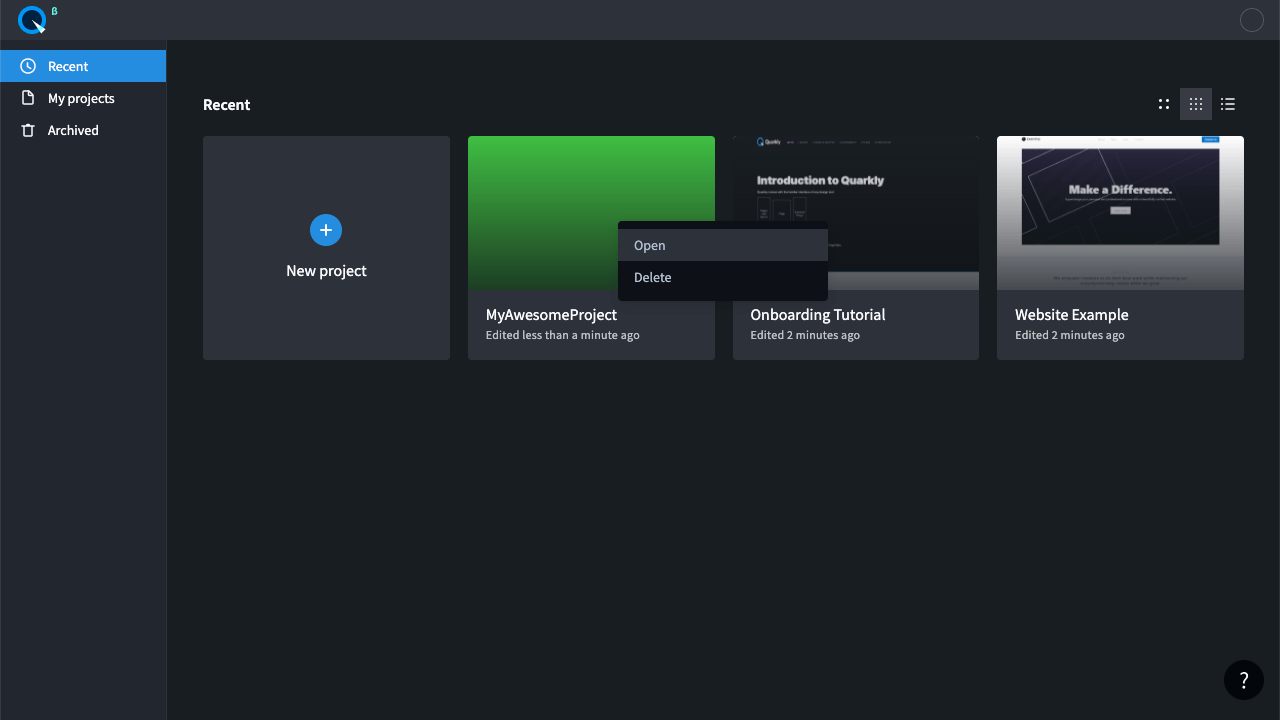 β
Recent
My projects
Archived
Recent
New project
Quarkly
Introduction to Quarkly
Make a Difference.
Open
Delete
MyAwesomeProject
Edited less than a minute ago
Onboarding Tutorial
Edited 2 minutes ago
Website Example
Edited 2 minutes ago
?